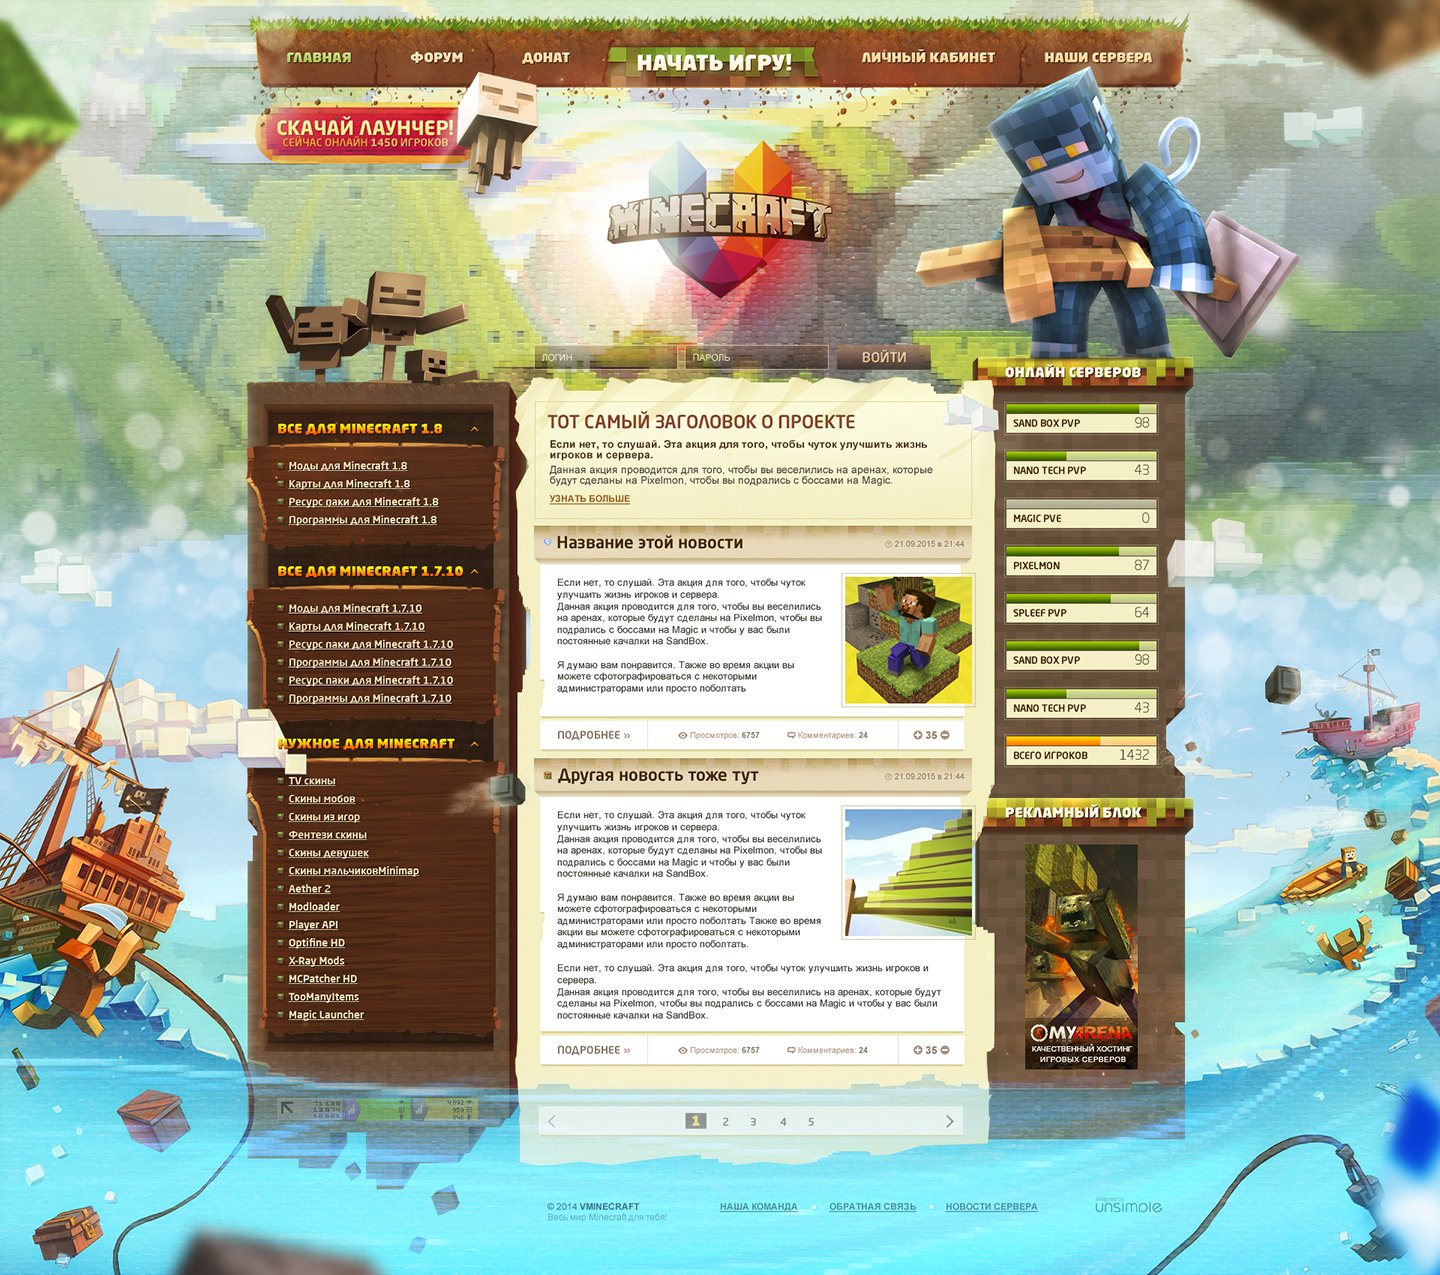 ГЛАВНАЯ
ФОРУМ
ДОНАТ
НАЧАТЬ ИГРУ!
ЛИЧНЫЙ КАБИНЕТ
НАШИ СЕРВЕРА
СКАЧАЙ ЛАУНЧЕР!
СЕЙЧАС ОНЛАЙН 1450 ИГРОКОВ
MINECRAFT
ЛОГИН
ПАРОЛЬ
ВОЙТИ
ВСЕ ДЛЯ MINECRAFT 1.8
Моды для Minecraft 1.8
Карты для Minecraft 1.8
Ресурс паки для Minecraft 1.8
Программы для Minecraft 1.8
ВСЕ ДЛЯ MINECRAFT 1.7.10
Моды для Minecraft 1.7.10
Карты для Minecraft 1.7.10
Ресурс паки для Minecraft 1.7.10
Программы для Minecraft 1.7.10
Ресурс паки для Minecraft 1.7.10
Программы для Minecraft 1.7.10
НУЖНОЕ ДЛЯ MINECRAFT
TV скины
Скины мобов
Скины из игор
Фентези скины
Скины девушек
Скины мальчиковMinimap
Aether 2
Modloader
Player API
Optifine HD
X-Ray Mods
MCPatcher HD
TooManyItems
Magic Launcher
ТОТ САМЫЙ ЗАГОЛОВОК О ПРОЕКТЕ
Если нет, то слушай. Эта акция для того, чтобы чуток улучшить жизнь
игроков и сервера.
Данная акция проводится для того, чтобы вы веселились на аренах, которые
будут сделаны на Pixelmon, чтобы вы подрались с боссами на Magic.
УЗНАТЬ БОЛЬШЕ
Название этой новости
21.09.2015 в 21:44
Если нет, то слушай. Эта акция для того, чтобы чуток
улучшить жизнь игроков и сервера.
Данная акция проводится для того, чтобы вы веселились
на аренах, которые будут сделаны на Pixelmon, чтобы вы
подрались с боссами на Magic и чтобы у вас были
постоянные качалки на SandBox.
Я думаю вам понравится. Также во время акции вы
можете сфотографироваться с некоторыми
администраторами или просто поболтать
ПОДРОБНЕЕ »
Просмотров: 6757
Комментариев: 24
35
Другая новость тоже тут
21.09.2015 в 21:44
Если нет, то слушай. Эта акция для того, чтобы чуток
улучшить жизнь игроков и сервера.
Данная акция проводится для того, чтобы вы веселились
на аренах, которые будут сделаны на Pixelmon, чтобы вы
подрались с боссами на Magic и чтобы у вас были
постоянные качалки на SandBox.
Я думаю вам понравится. Также во время акции вы
можете сфотографироваться с некоторыми
администраторами или просто поболтать Также во время
акции вы можете сфотографироваться с некоторыми
администраторами или просто поболтать.
Если нет, то слушай. Эта акция для того, чтобы чуток улучшить жизнь игроков и
сервера.
Данная акция проводится для того, чтобы вы веселились на аренах, которые будут
сделаны на Pixelmon, чтобы вы подрались с боссами на Magic и чтобы у вас были
постоянные качалки на SandBox.
ПОДРОБНЕЕ »
Просмотров: 6757
Комментариев: 24
35
1 2 3 4 5
ОНЛАЙН СЕРВЕРОВ
SAND BOX PVP 98
NANO TECH PVP 43
MAGIC PVE 0
PIXELMON 87
SPLEEF PVP 64
SAND BOX PVP 98
NANO TECH PVP 43
ВСЕГО ИГРОКОВ 1432
РЕКЛАМНЫЙ БЛОК
MYARENA
КАЧЕСТВЕННЫЙ ХОСТИНГ
ИГРОВЫХ СЕРВЕРОВ
© 2014 VMINECRAFT
Весь мир Minecraft для тебя!
НАША КОМАНДА
ОБРАТНАЯ СВЯЗЬ
НОВОСТИ СЕРВЕРА
designed by
unsimple